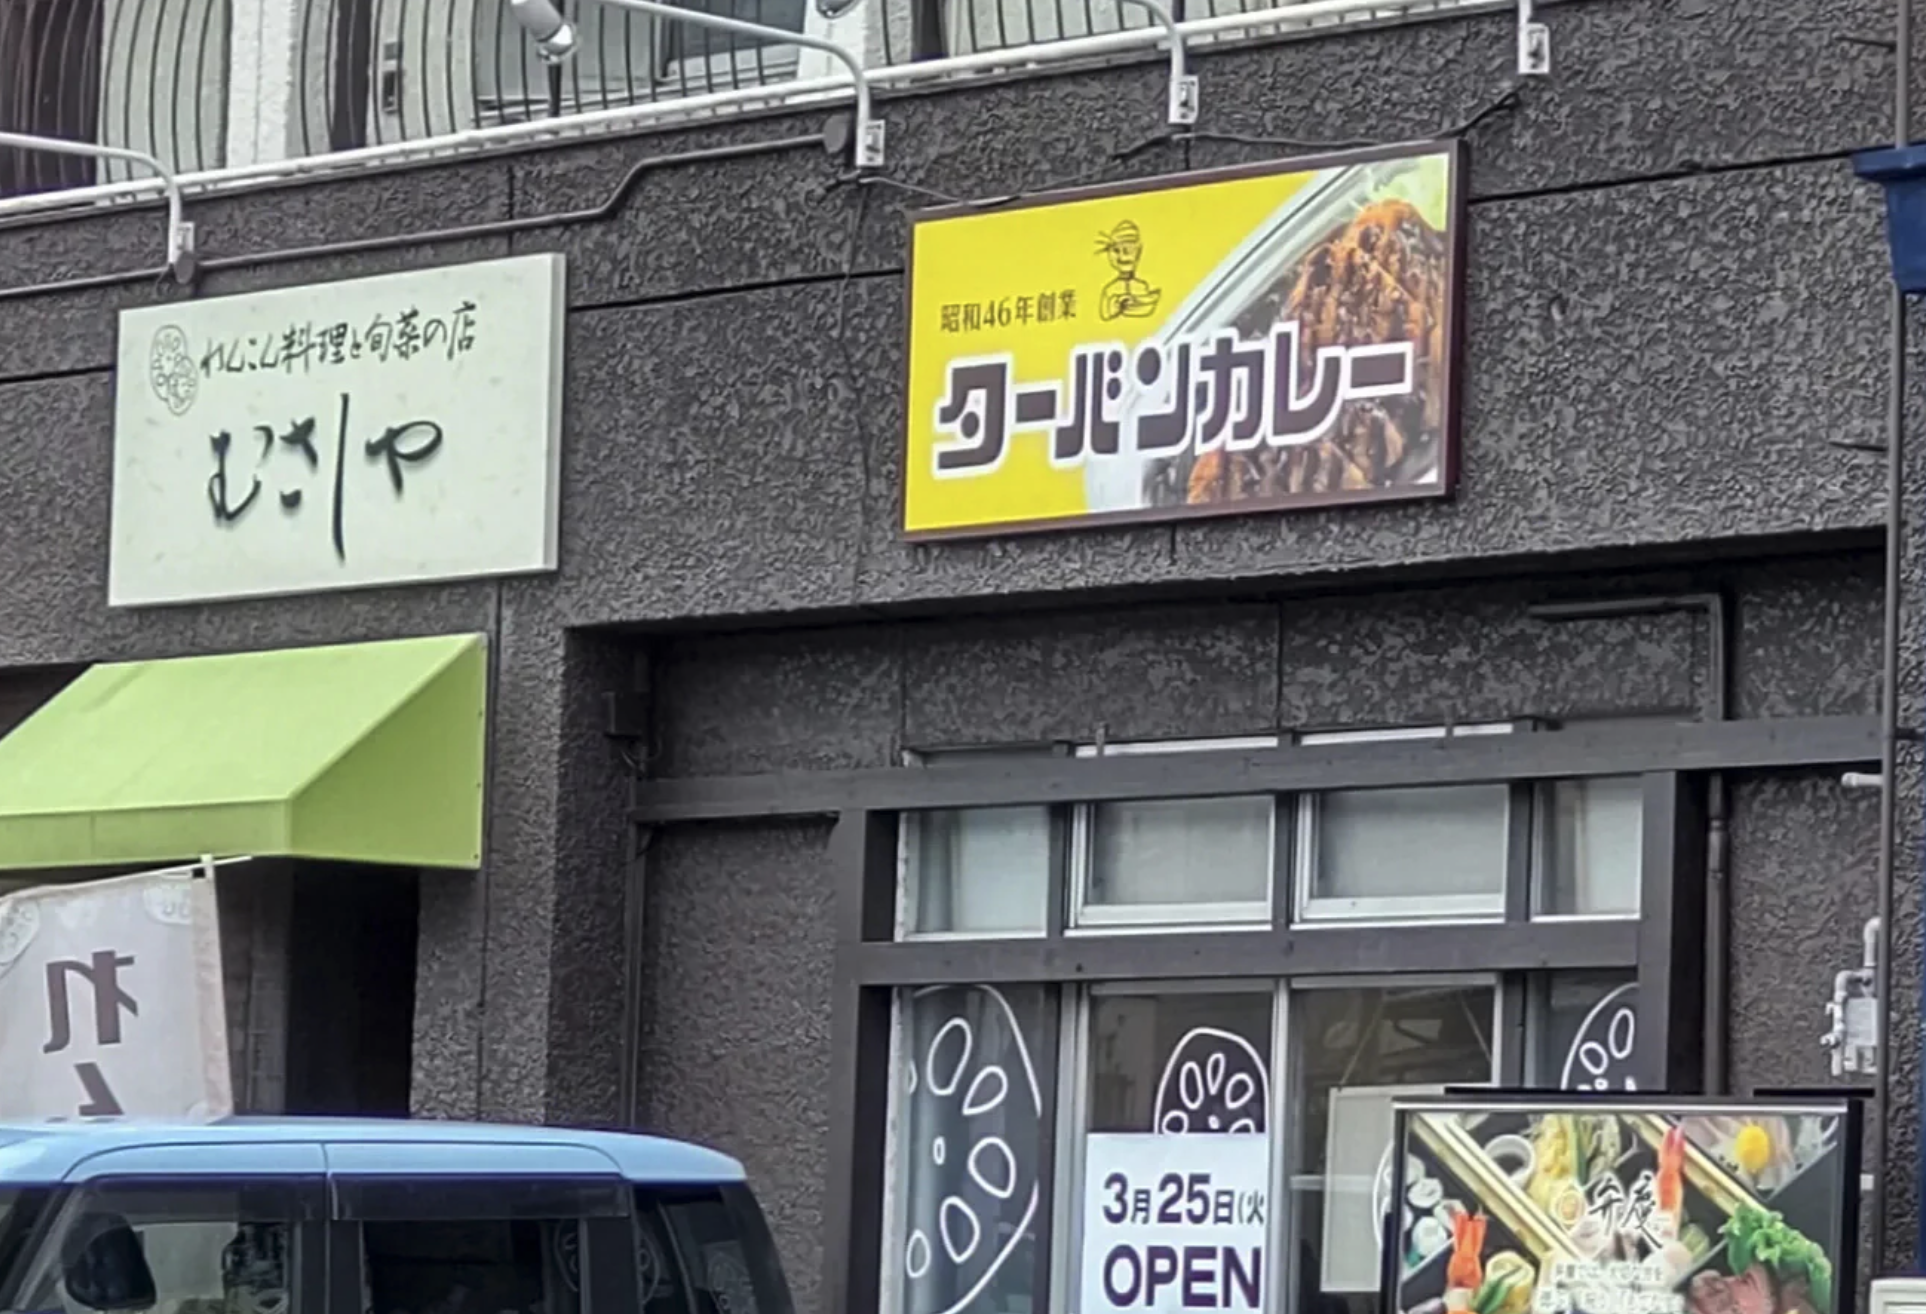 れんこん料理と旬菜の店
むさしや
昭和46年創業
ターバンカレー
れん
3月25日(火
OPEN
弁慶